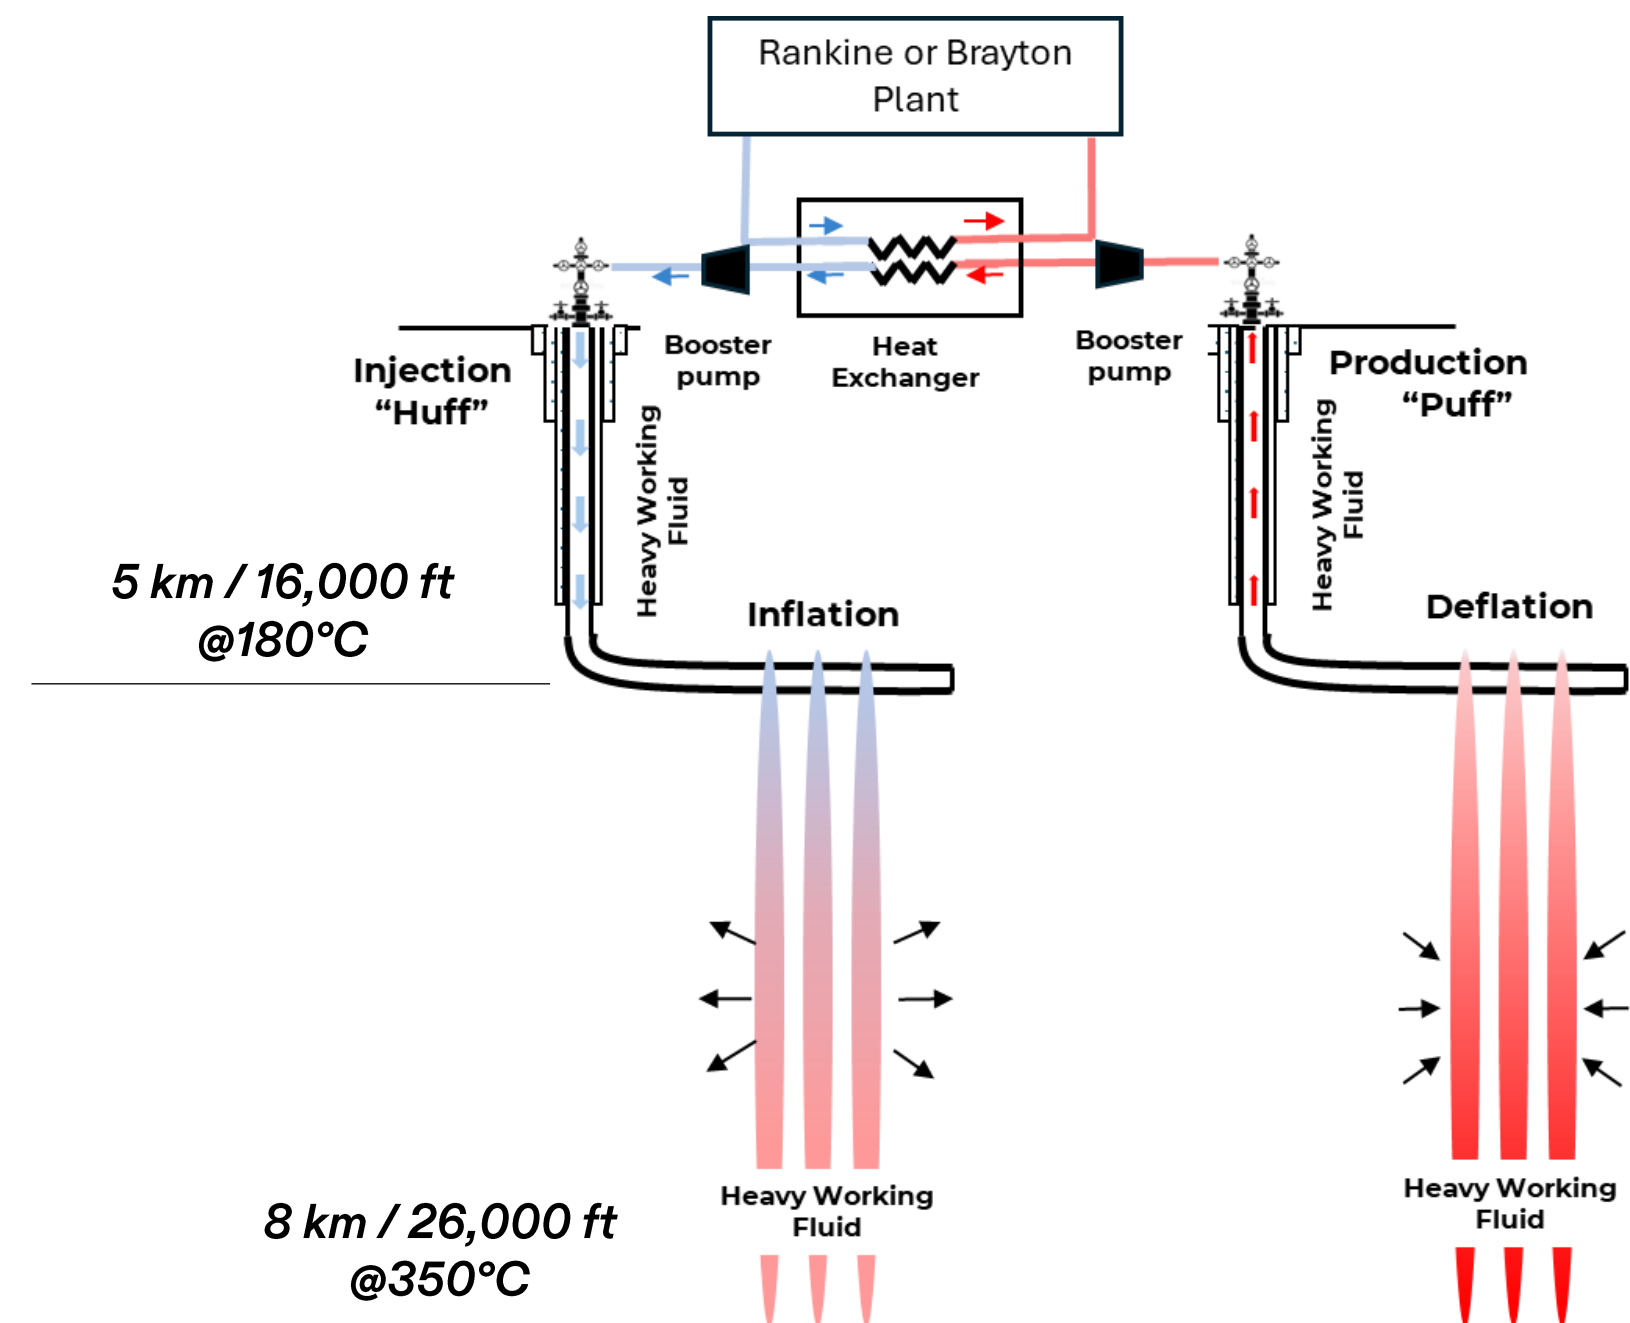 Rankine or Brayton
Plant
Booster
pump
Heat
Exchanger
Booster
pump
Injection
“Huff”
Production
“Puff”
Heavy Working
Fluid
Heavy Working
Fluid
5 km / 16,000 ft
@180°C
Inflation
Deflation
Heavy Working
Fluid
Heavy Working
Fluid
8 km / 26,000 ft
@350°C